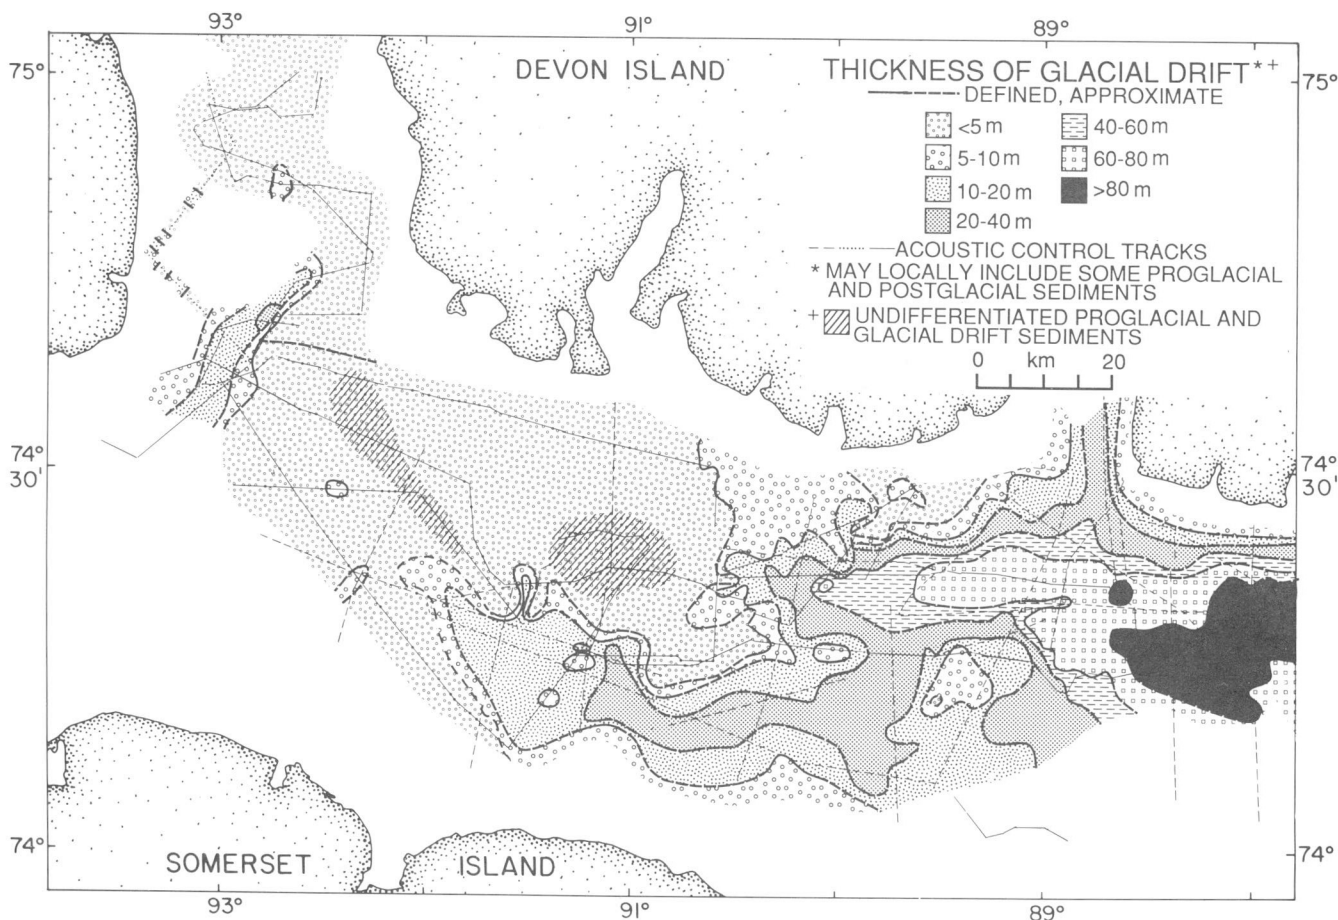 93°
91°
89°
75°
75°
DEVON ISLAND
THICKNESS OF GLACIAL DRIFT*+
DEFINED, APPROXIMATE
<5 m
40-60 m
5-10 m
60-80 m
10-20 m
>80 m
20-40 m
ACOUSTIC CONTROL TRACKS
* MAY LOCALLY INCLUDE SOME PROGLACIAL
AND POSTGLACIAL SEDIMENTS
+ UNDIFFERENTIATED PROGLACIAL AND
GLACIAL DRIFT SEDIMENTS
0 km 20
74°
30'
74°
30'
74°
74°
SOMERSET ISLAND
93°
91°
89°